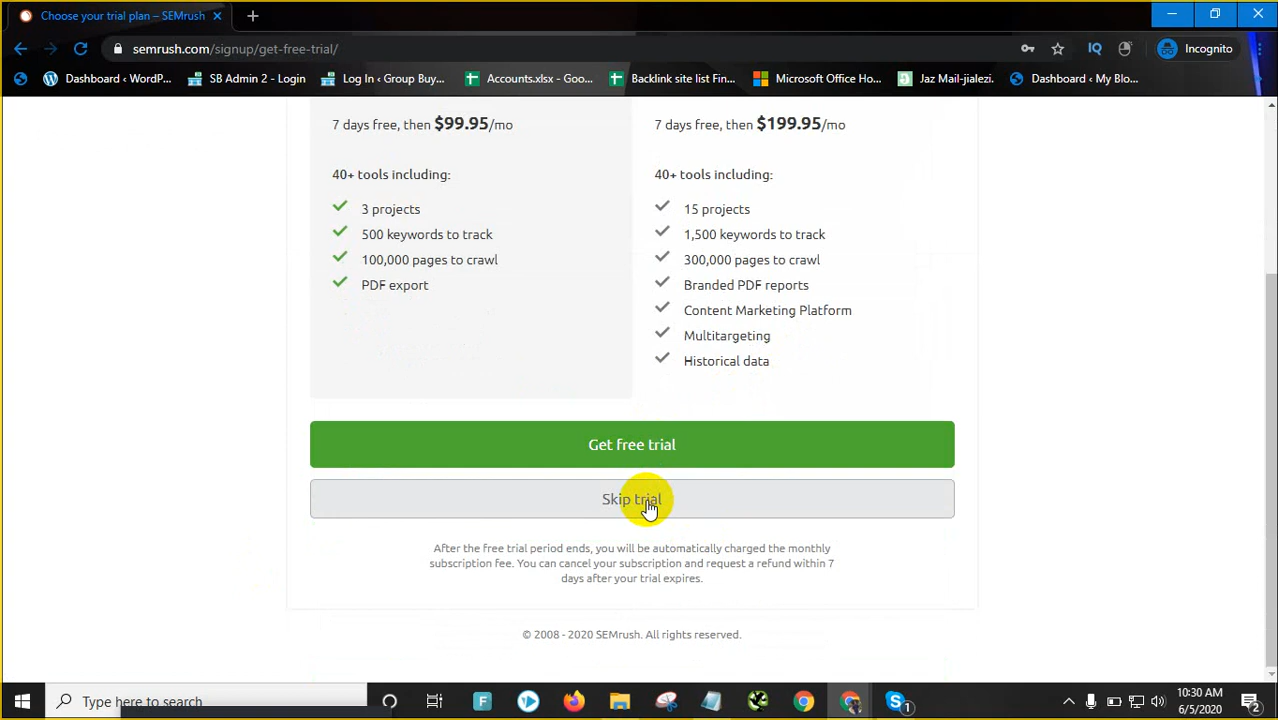 Choose your trial plan – SEMrush
semrush.com/signup/get-free-trial/
IQ
Incognito
Dashboard ‹ WordP...
SB Admin 2 - Login
Log In ‹ Group Buy...
Accounts.xlsx - Goo...
Backlink site list Fin...
Microsoft Office Ho...
Jaz Mail-jialezi.
Dashboard ‹ My Blo...
7 days free, then $99.95/mo
7 days free, then $199.95/mo
40+ tools including:
40+ tools including:
3 projects
15 projects
500 keywords to track
1,500 keywords to track
100,000 pages to crawl
300,000 pages to crawl
PDF export
Branded PDF reports
Content Marketing Platform
Multitargeting
Historical data
Get free trial
Skip trial
After the free trial period ends, you will be automatically charged the monthly
subscription fee. You can cancel your subscription and request a refund within 7
days after your trial expires.
© 2008 - 2020 SEMrush. All rights reserved.
Type here to search
F
S
1
10:30 AM
6/5/2020
2